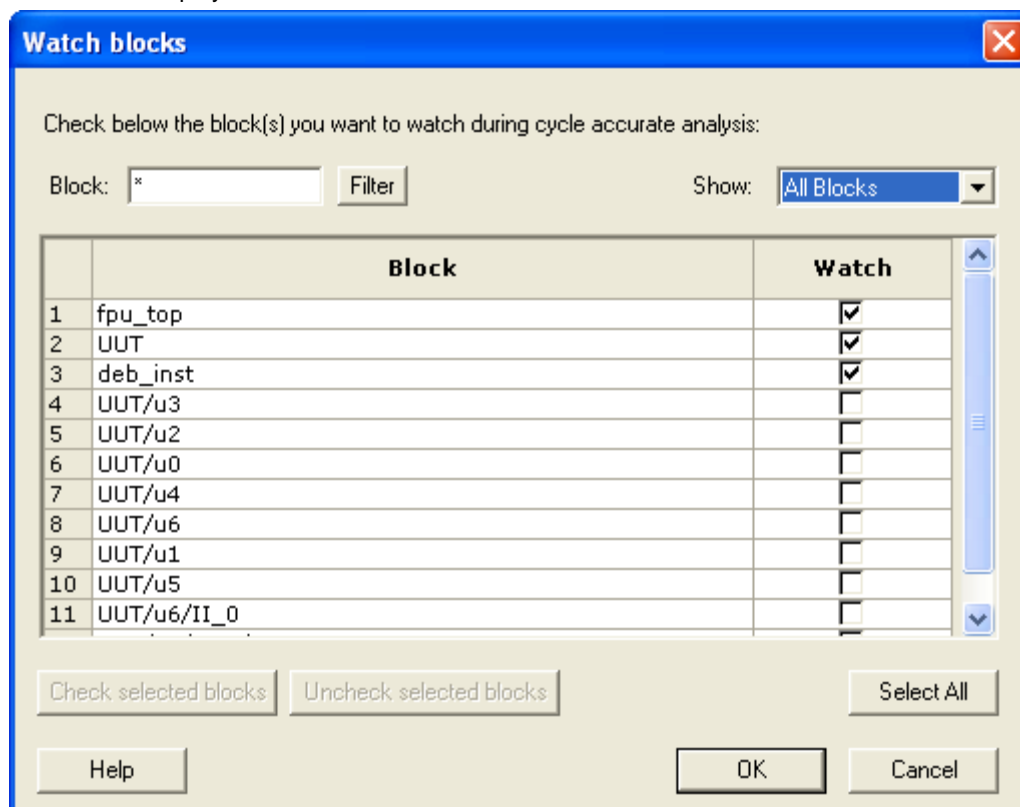 Watch blocks
Check below the block(s) you want to watch during cycle accurate analysis:
Block: * Filter Show: All Blocks
Block Watch
1 fpu_top
2 UUT
3 deb_inst
4 UUT/u3
5 UUT/u2
6 UUT/u0
7 UUT/u4
8 UUT/u6
9 UUT/u1
10 UUT/u5
11 UUT/u6/II_0
Check selected blocks Uncheck selected blocks Select All
Help OK Cancel